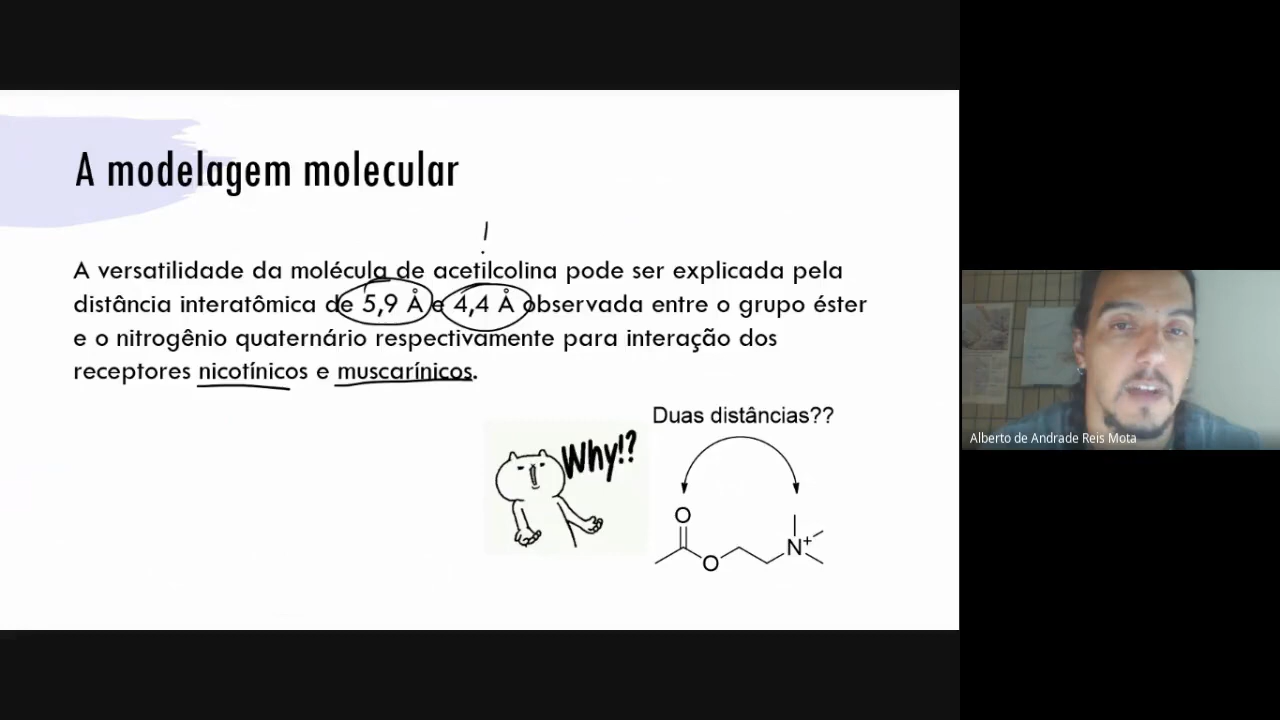 A modelagem molecular
!
A versatilidade da molécula de acetilcolina pode ser explicada pela
distância interatômica de 5,9 Å e 4,4 Å observada entre o grupo éster
e o nitrogênio quaternário respectivamente para interação dos
receptores nicotínicos e muscarínicos.
Duas distâncias??
Why!?
O
O
N+
Alberto de Andrade Reis Mota